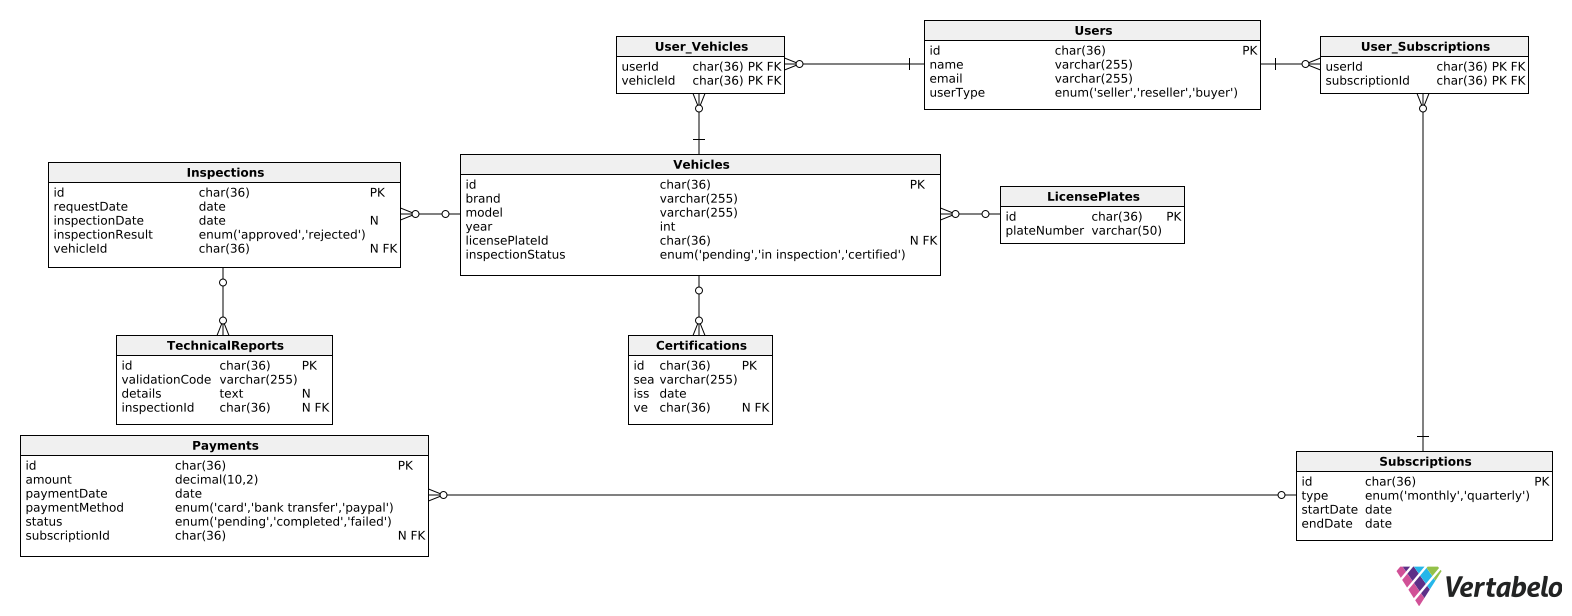 Users
id char(36) PK
name varchar(255)
email varchar(255)
userType enum('seller','reseller','buyer')
User_Vehicles
userId char(36) PK FK
vehicleId char(36) PK FK
User_Subscriptions
userId char(36) PK FK
subscriptionId char(36) PK FK
Inspections
id char(36) PK
requestDate date
inspectionDate date N
inspectionResult enum('approved','rejected')
vehicleId char(36) N FK
Vehicles
id char(36) PK
brand varchar(255)
model varchar(255)
year int
licensePlateId char(36) N FK
inspectionStatus enum('pending','in inspection','certified')
LicensePlates
id char(36) PK
plateNumber varchar(50)
TechnicalReports
id char(36) PK
validationCode varchar(255)
details text N
inspectionId char(36) N FK
Certifications
id char(36) PK
sea varchar(255)
iss date
ve char(36) N FK
Payments
id char(36) PK
amount decimal(10,2)
paymentDate date
paymentMethod enum('card','bank transfer','paypal')
status enum('pending','completed','failed')
subscriptionId char(36) N FK
Subscriptions
id char(36) PK
type enum('monthly','quarterly')
startDate date
endDate date
Vertabelo